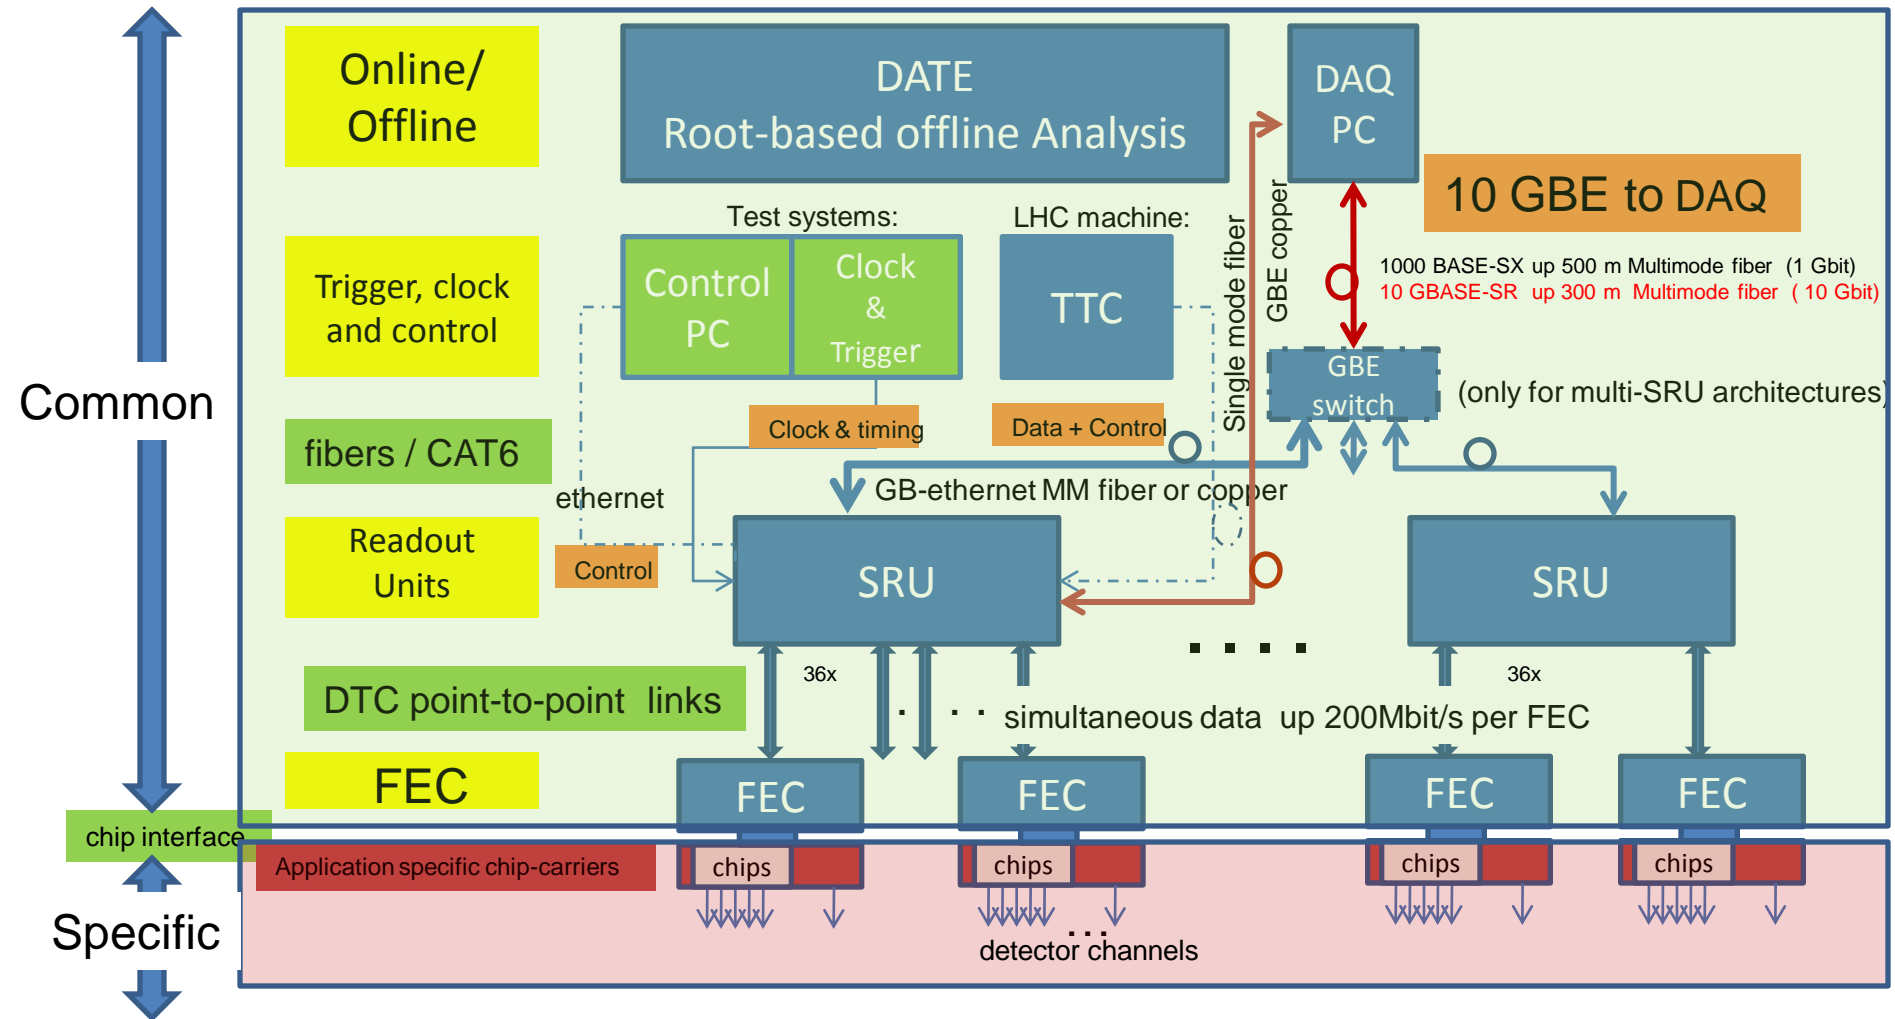 Online/
Offline
DATE
Root-based offline Analysis
DAQ
PC
10 GBE to DAQ
Test systems:
LHC machine:
Single mode fiber
GBE copper
1000 BASE-SX up 500 m Multimode fiber (1 Gbit)
10 GBASE-SR up 300 m Multimode fiber ( 10 Gbit)
Trigger, clock
and control
Control
PC
Clock
&
Trigger
TTC
GBE
switch
(only for multi-SRU architectures)
Common
fibers / CAT6
Clock & timing
Data + Control
ethernet
GB-ethernet MM fiber or copper
Readout
Units
Control
SRU
SRU
. . . .
36x
36x
DTC point-to-point links
. . .
simultaneous data up 200Mbit/s per FEC
FEC
FEC
FEC
FEC
FEC
chip interface
Application specific chip-carriers
chips
chips
chips
chips
Specific
...
detector channels